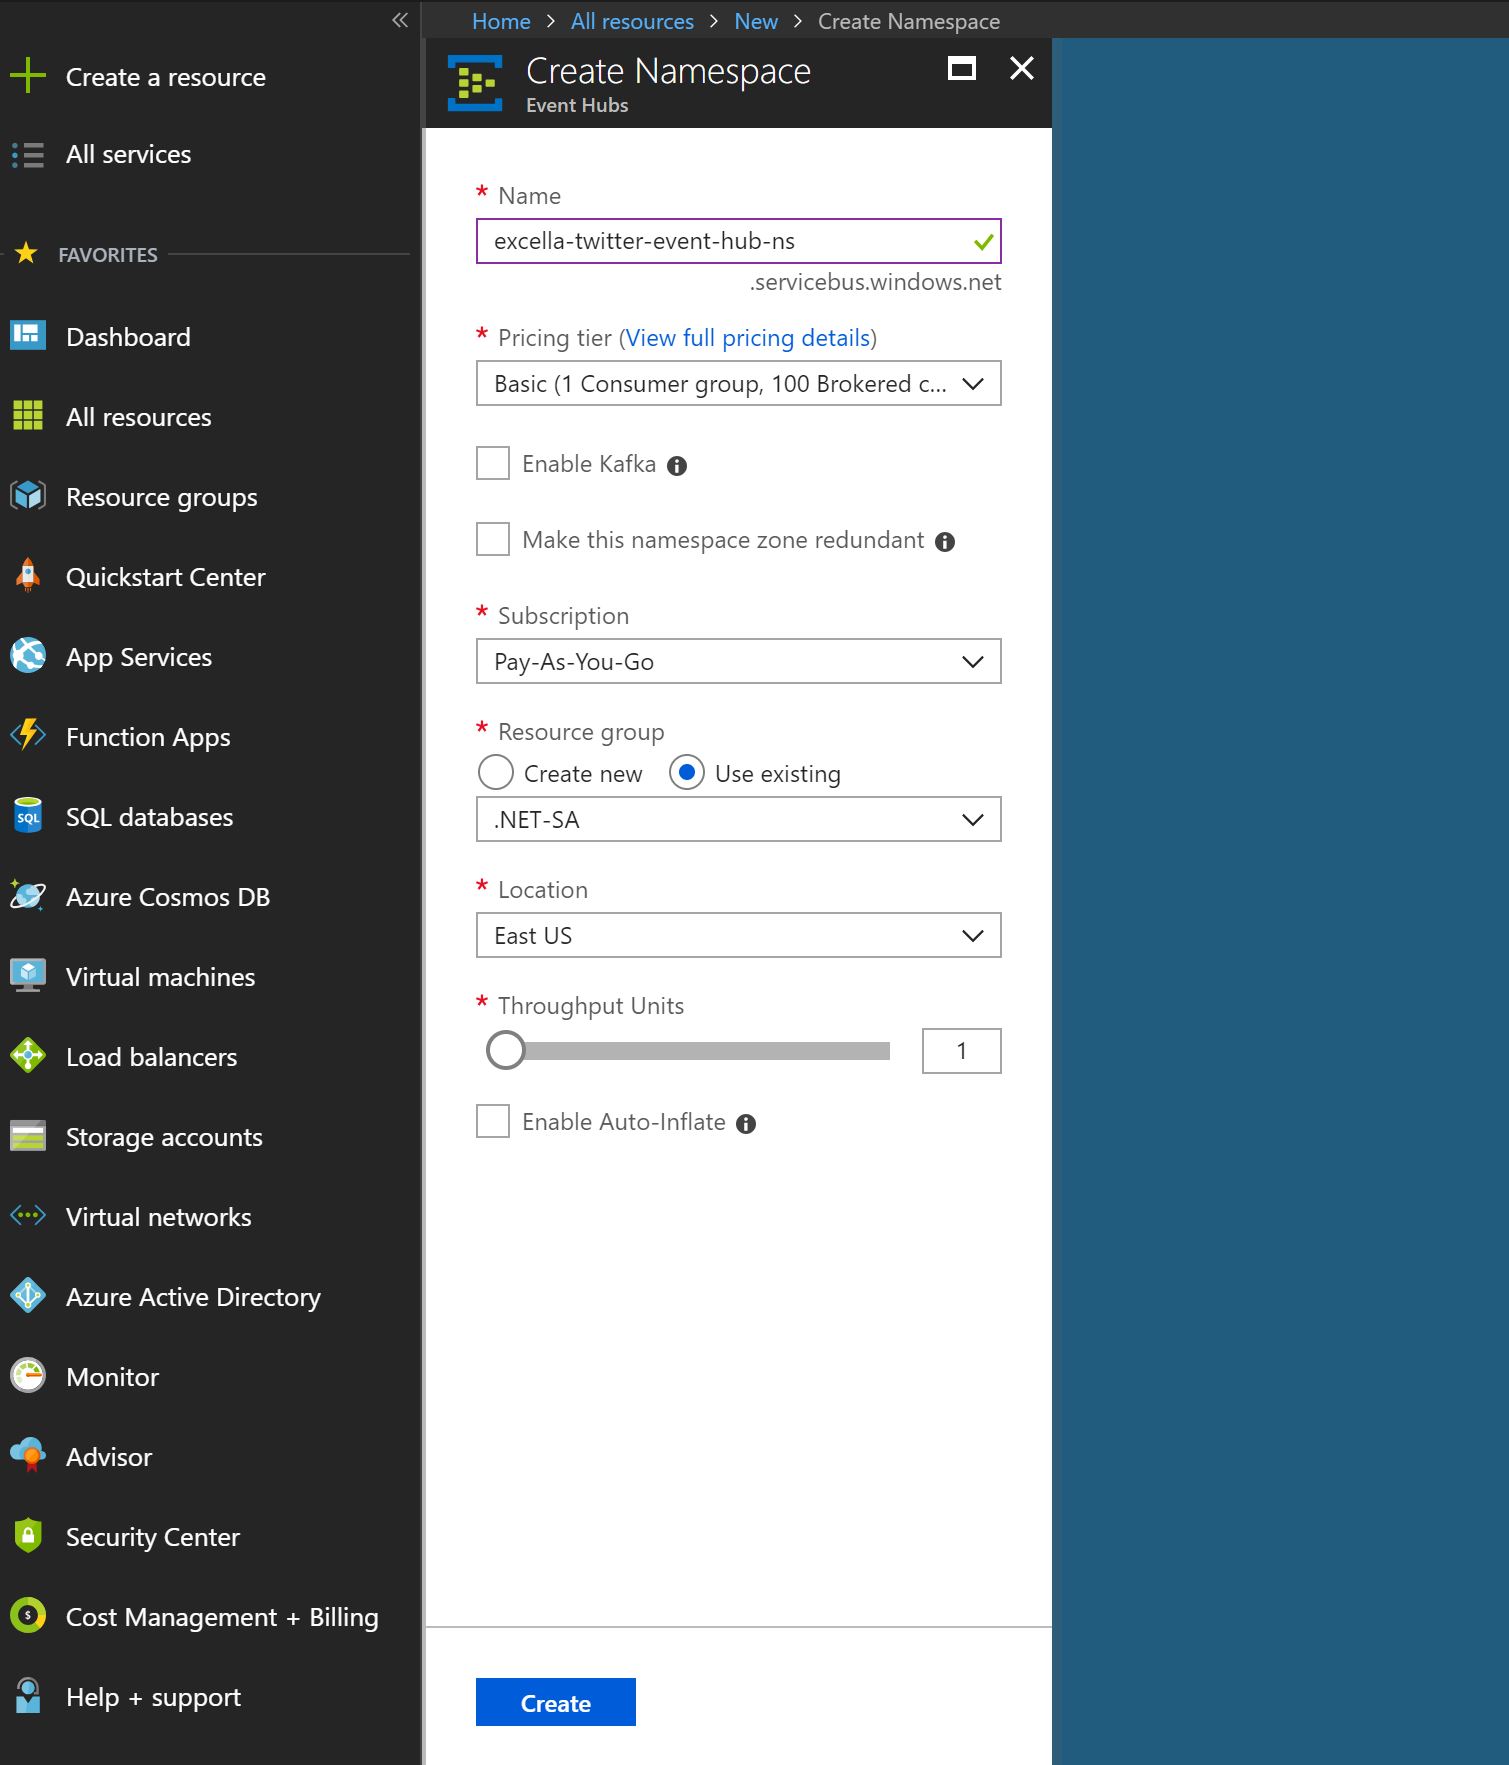 Create a resource
All services
FAVORITES
Dashboard
All resources
Resource groups
Quickstart Center
App Services
Function Apps
SQL
SQL databases
Azure Cosmos DB
Virtual machines
Load balancers
Storage accounts
Virtual networks
Azure Active Directory
Monitor
Advisor
Security Center
$
Cost Management + Billing
Help + support
Home > All resources > New > Create Namespace
Create Namespace
Event Hubs
* Name
excella-twitter-event-hub-ns
.servicebus.windows.net
* Pricing tier (View full pricing details)
Basic (1 Consumer group, 100 Brokered c...
Enable Kafka
Make this namespace zone redundant
* Subscription
Pay-As-You-Go
* Resource group
Create new Use existing
.NET-SA
* Location
East US
* Throughput Units
1
Enable Auto-Inflate
Create